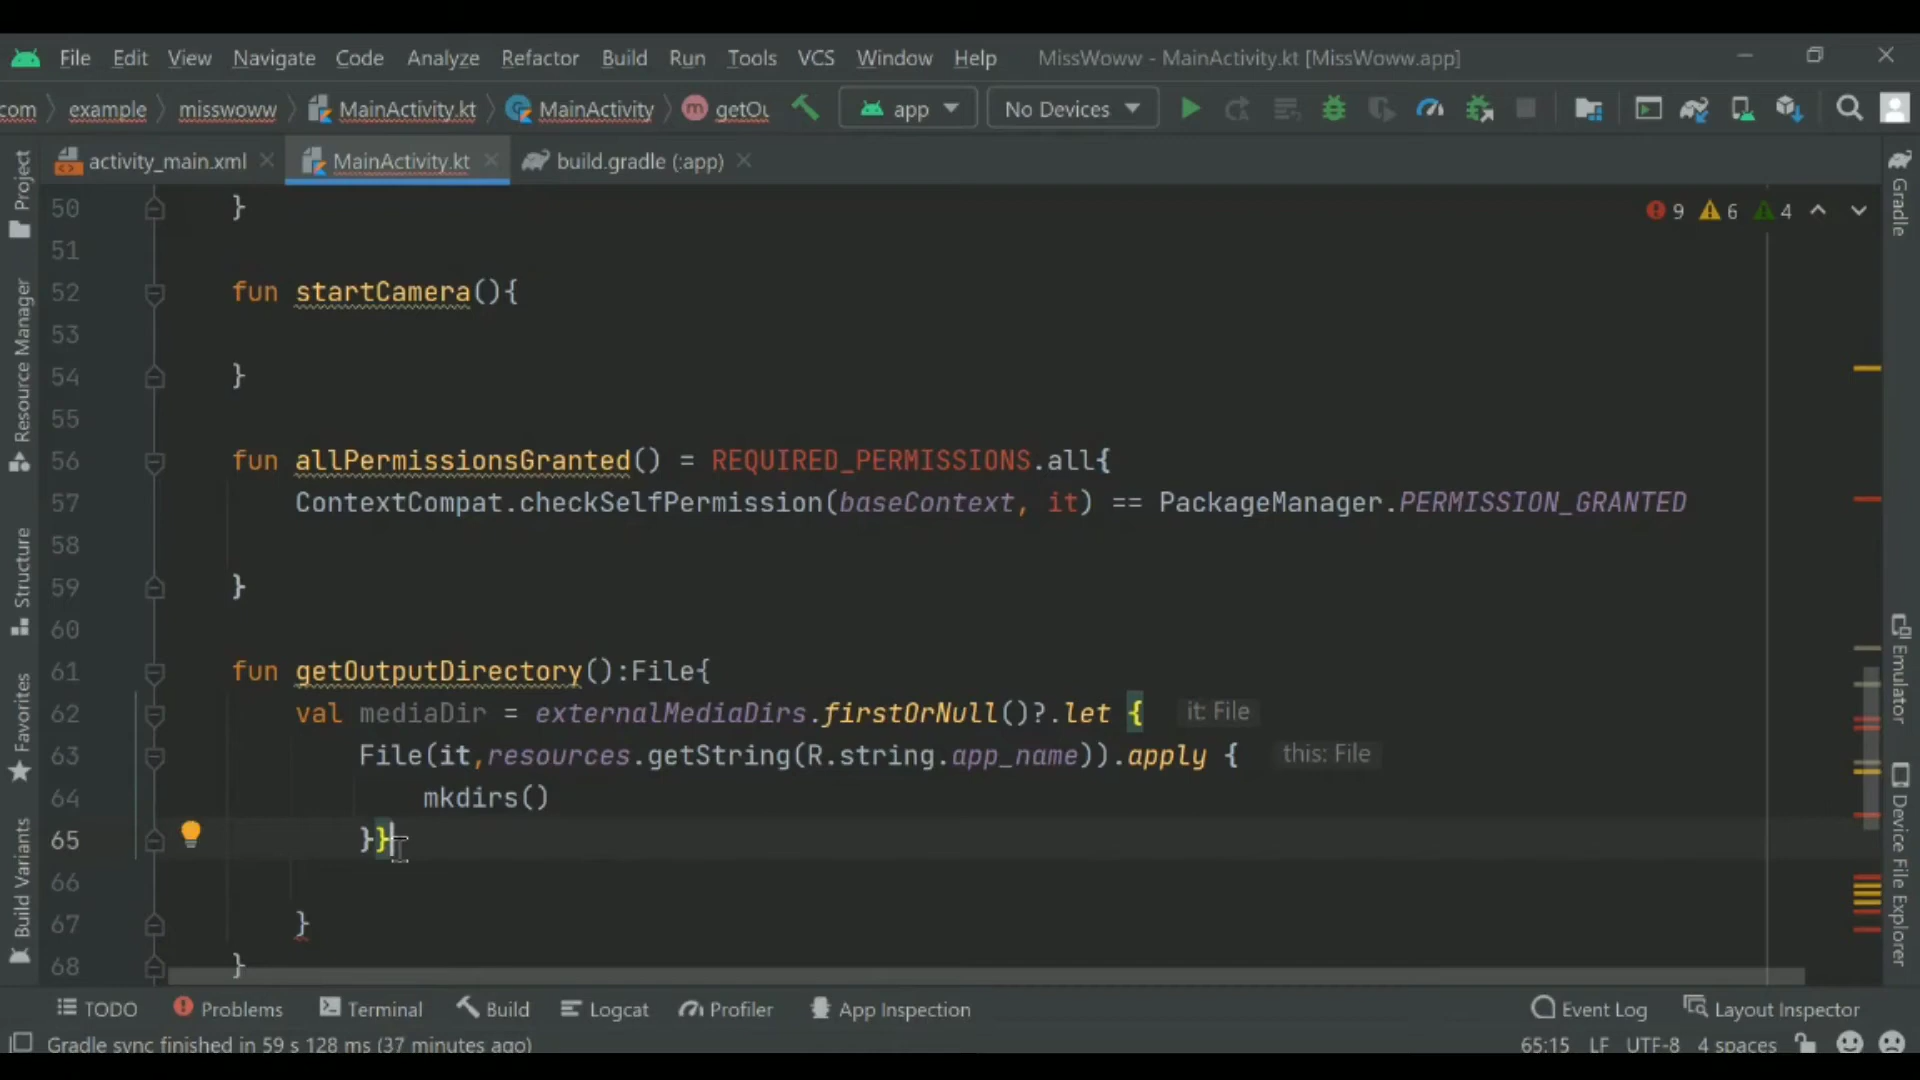 File Edit View Navigate Code Analyze Refactor Build Run Tools VCS Window Help MissWoww - MainActivity.kt [MissWoww.app]
com example misswoww MainActivity.kt MainActivity getOu app No Devices
activity_main.xml MainActivity.kt build.gradle (:app)
Project
Resource Manager
Structure
Favorites
Build Variants
50 }
9 6 4
51
52 fun startCamera(){
53
54 }
55
56 fun allPermissionsGranted() = REQUIRED_PERMISSIONS.all{
57 ContextCompat.checkSelfPermission(baseContext, it) == PackageManager.PERMISSION_GRANTED
58
59 }
60
61 fun getOutputDirectory():File{
62 val mediaDir = externalMediaDirs.firstOrNull()?.let { it: File
63 File(it,resources.getString(R.string.app_name)).apply { this: File
64 mkdirs()
65 }}
66
67 }
68 }
Gradle
Emulator
Device File Explorer
TODO Problems Terminal Build Logcat Profiler App Inspection Event Log Layout Inspector
Gradle sync finished in 59 s 128 ms (37 minutes ago) 65:15 LF UTF-8 4 spaces